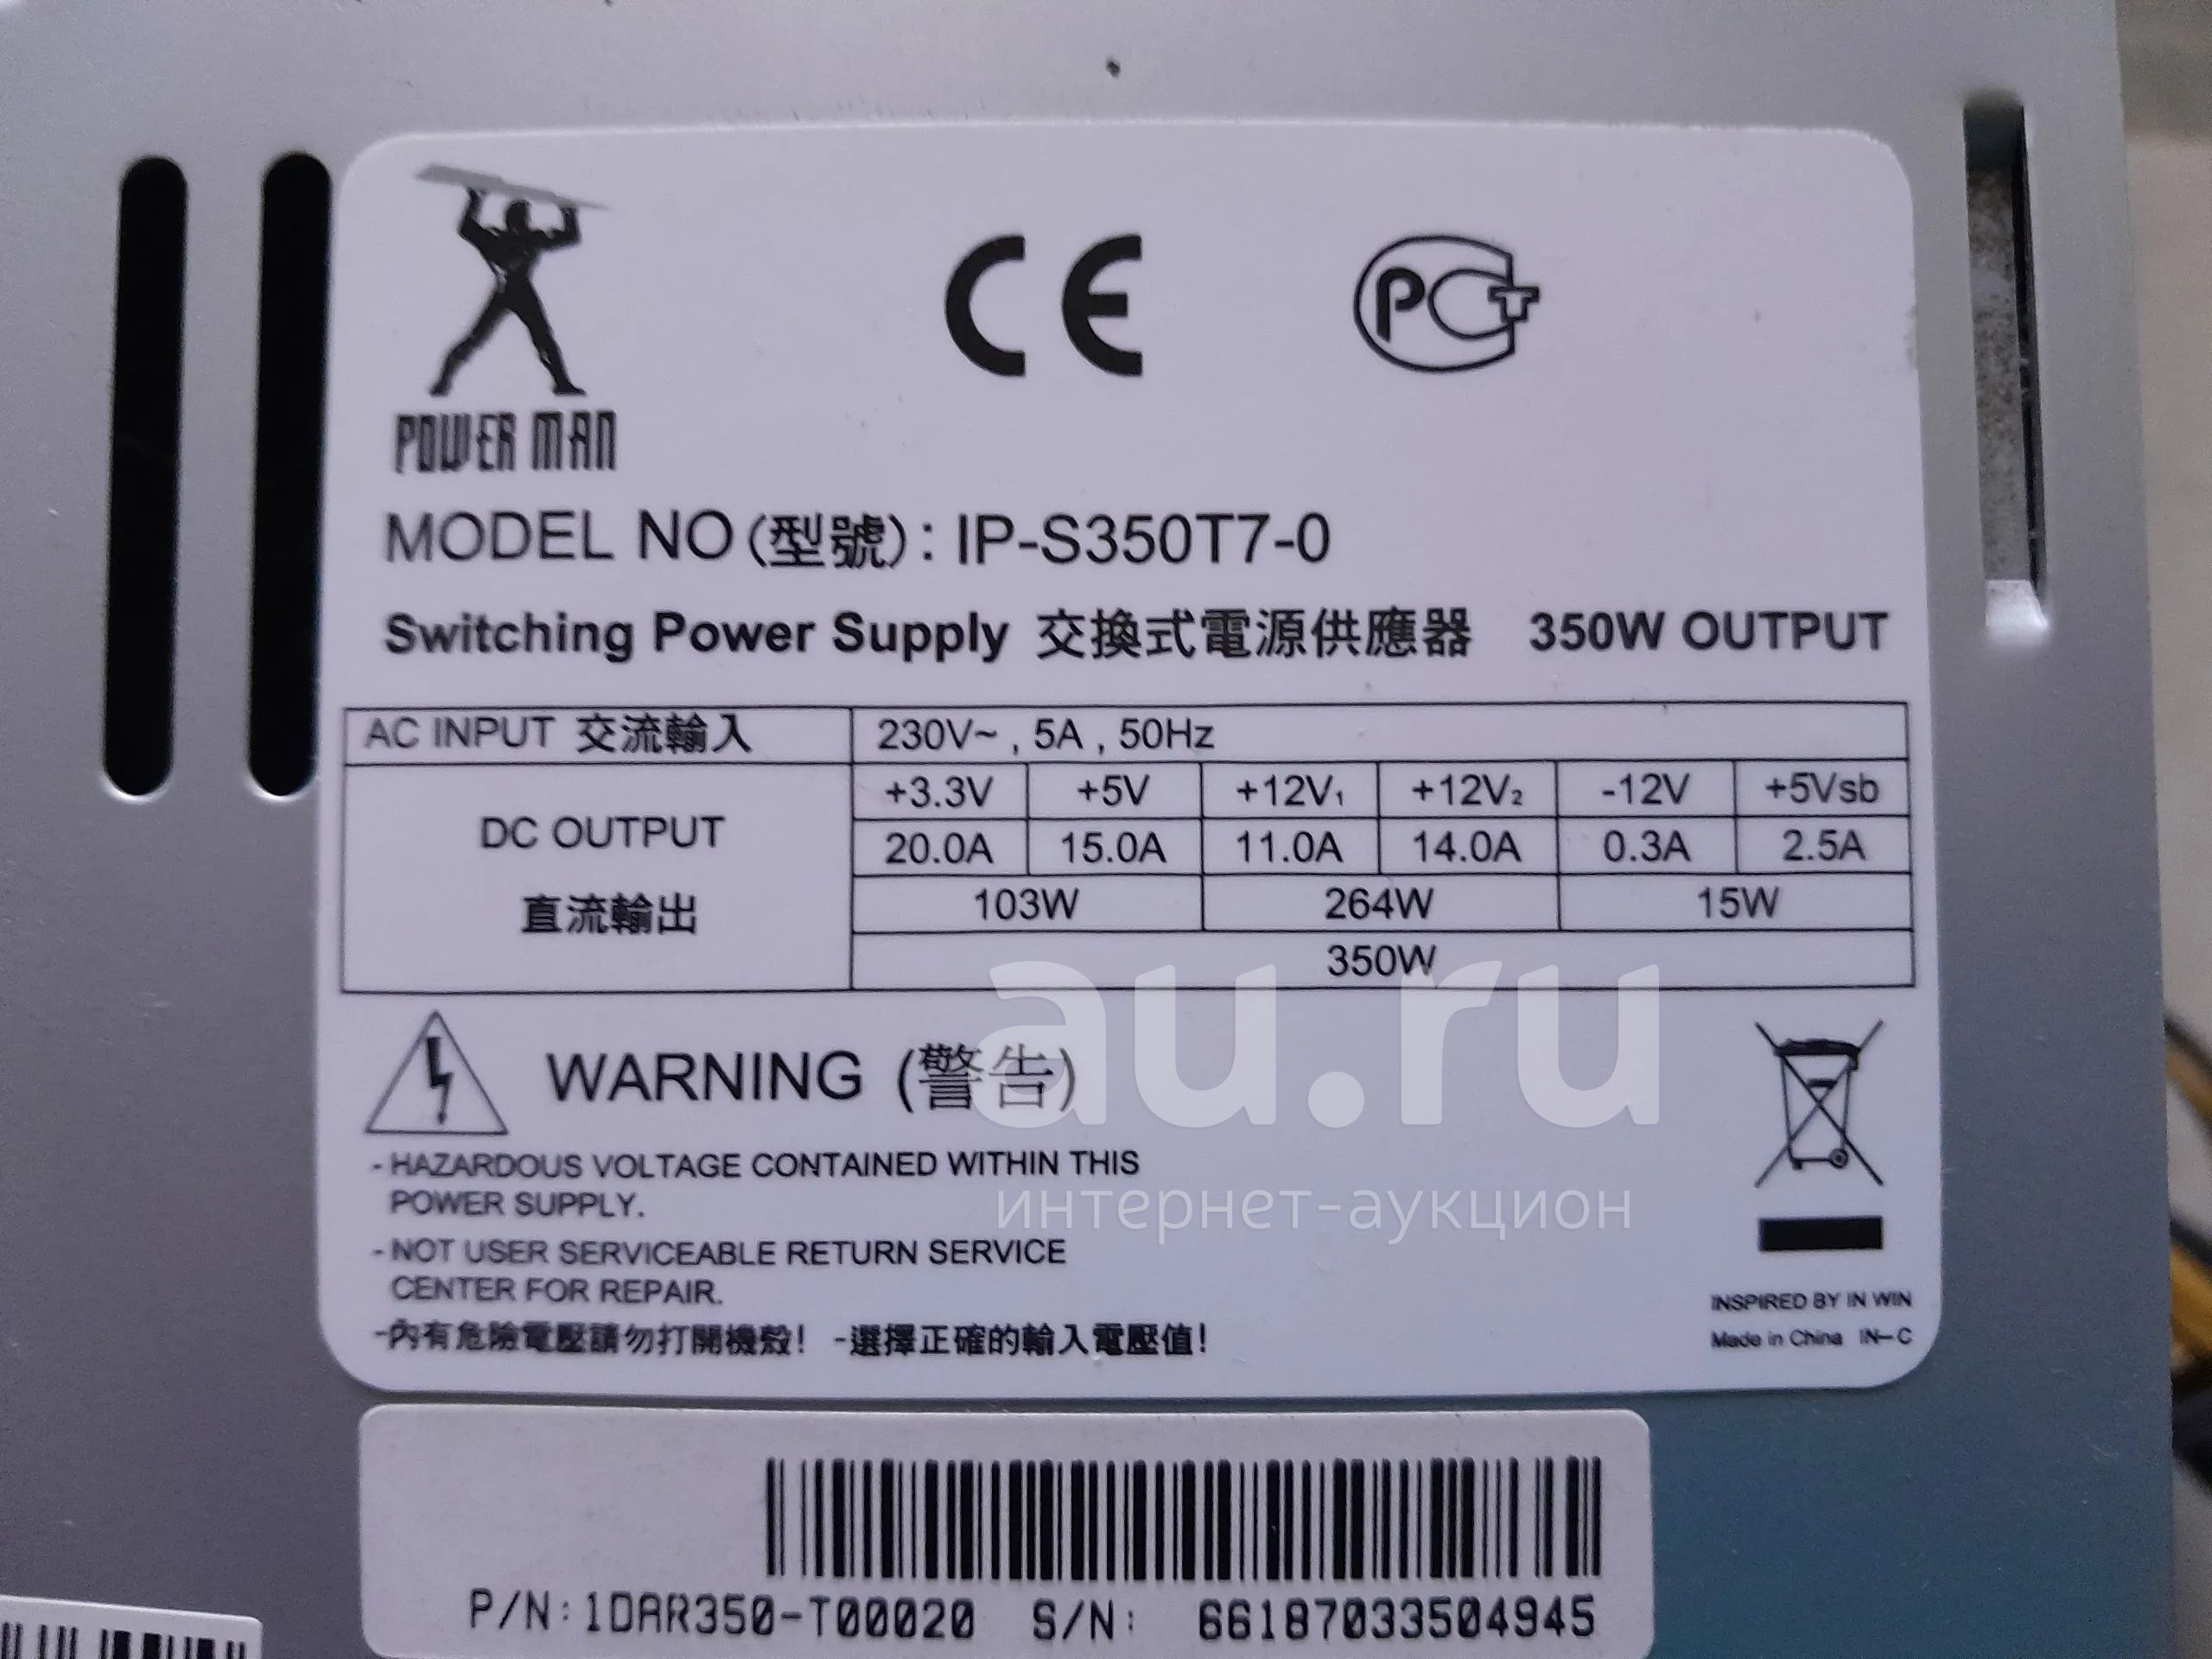 POWER MAN
CE
PCT
MODEL NO (型號): IP-S350T7-0
Switching Power Supply 交換式電源供應器 350W OUTPUT
AC INPUT 交流輸入 230V~ , 5A , 50Hz
DC OUTPUT
直流輸出
+3.3V +5V +12V₁ +12V₂ -12V +5Vsb
20.0A 15.0A 11.0A 14.0A 0.3A 2.5A
103W 264W 15W
350W
WARNING (警告)
- HAZARDOUS VOLTAGE CONTAINED WITHIN THIS
POWER SUPPLY.
- NOT USER SERVICEABLE RETURN SERVICE
CENTER FOR REPAIR.
-內有危險電壓請勿打開機殼! -選擇正確的輸入電壓值!
INSPIRED BY IN WIN
Made in China IN-C
au.ru
интернет-аукцион
P/N: 1DAR350-T00020 S/N: 66187033504945